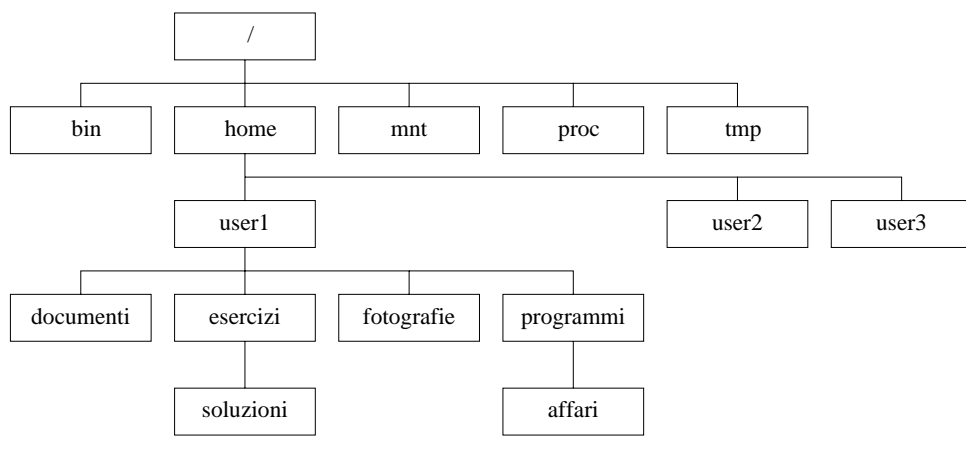 /
bin home mnt proc tmp
user1 user2 user3
documenti esercizi fotografie programmi
soluzioni affari